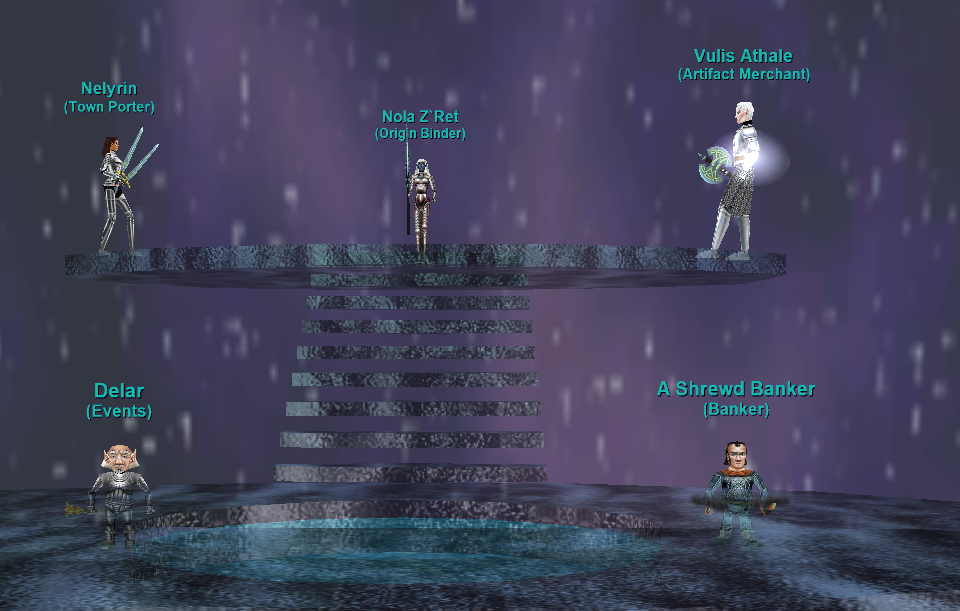 Vulis Athale
(Artifact Merchant)
Nelyrin
(Town Porter)
Nola Z`Ret
(Origin Binder)
Delar
(Events)
A Shrewd Banker
(Banker)